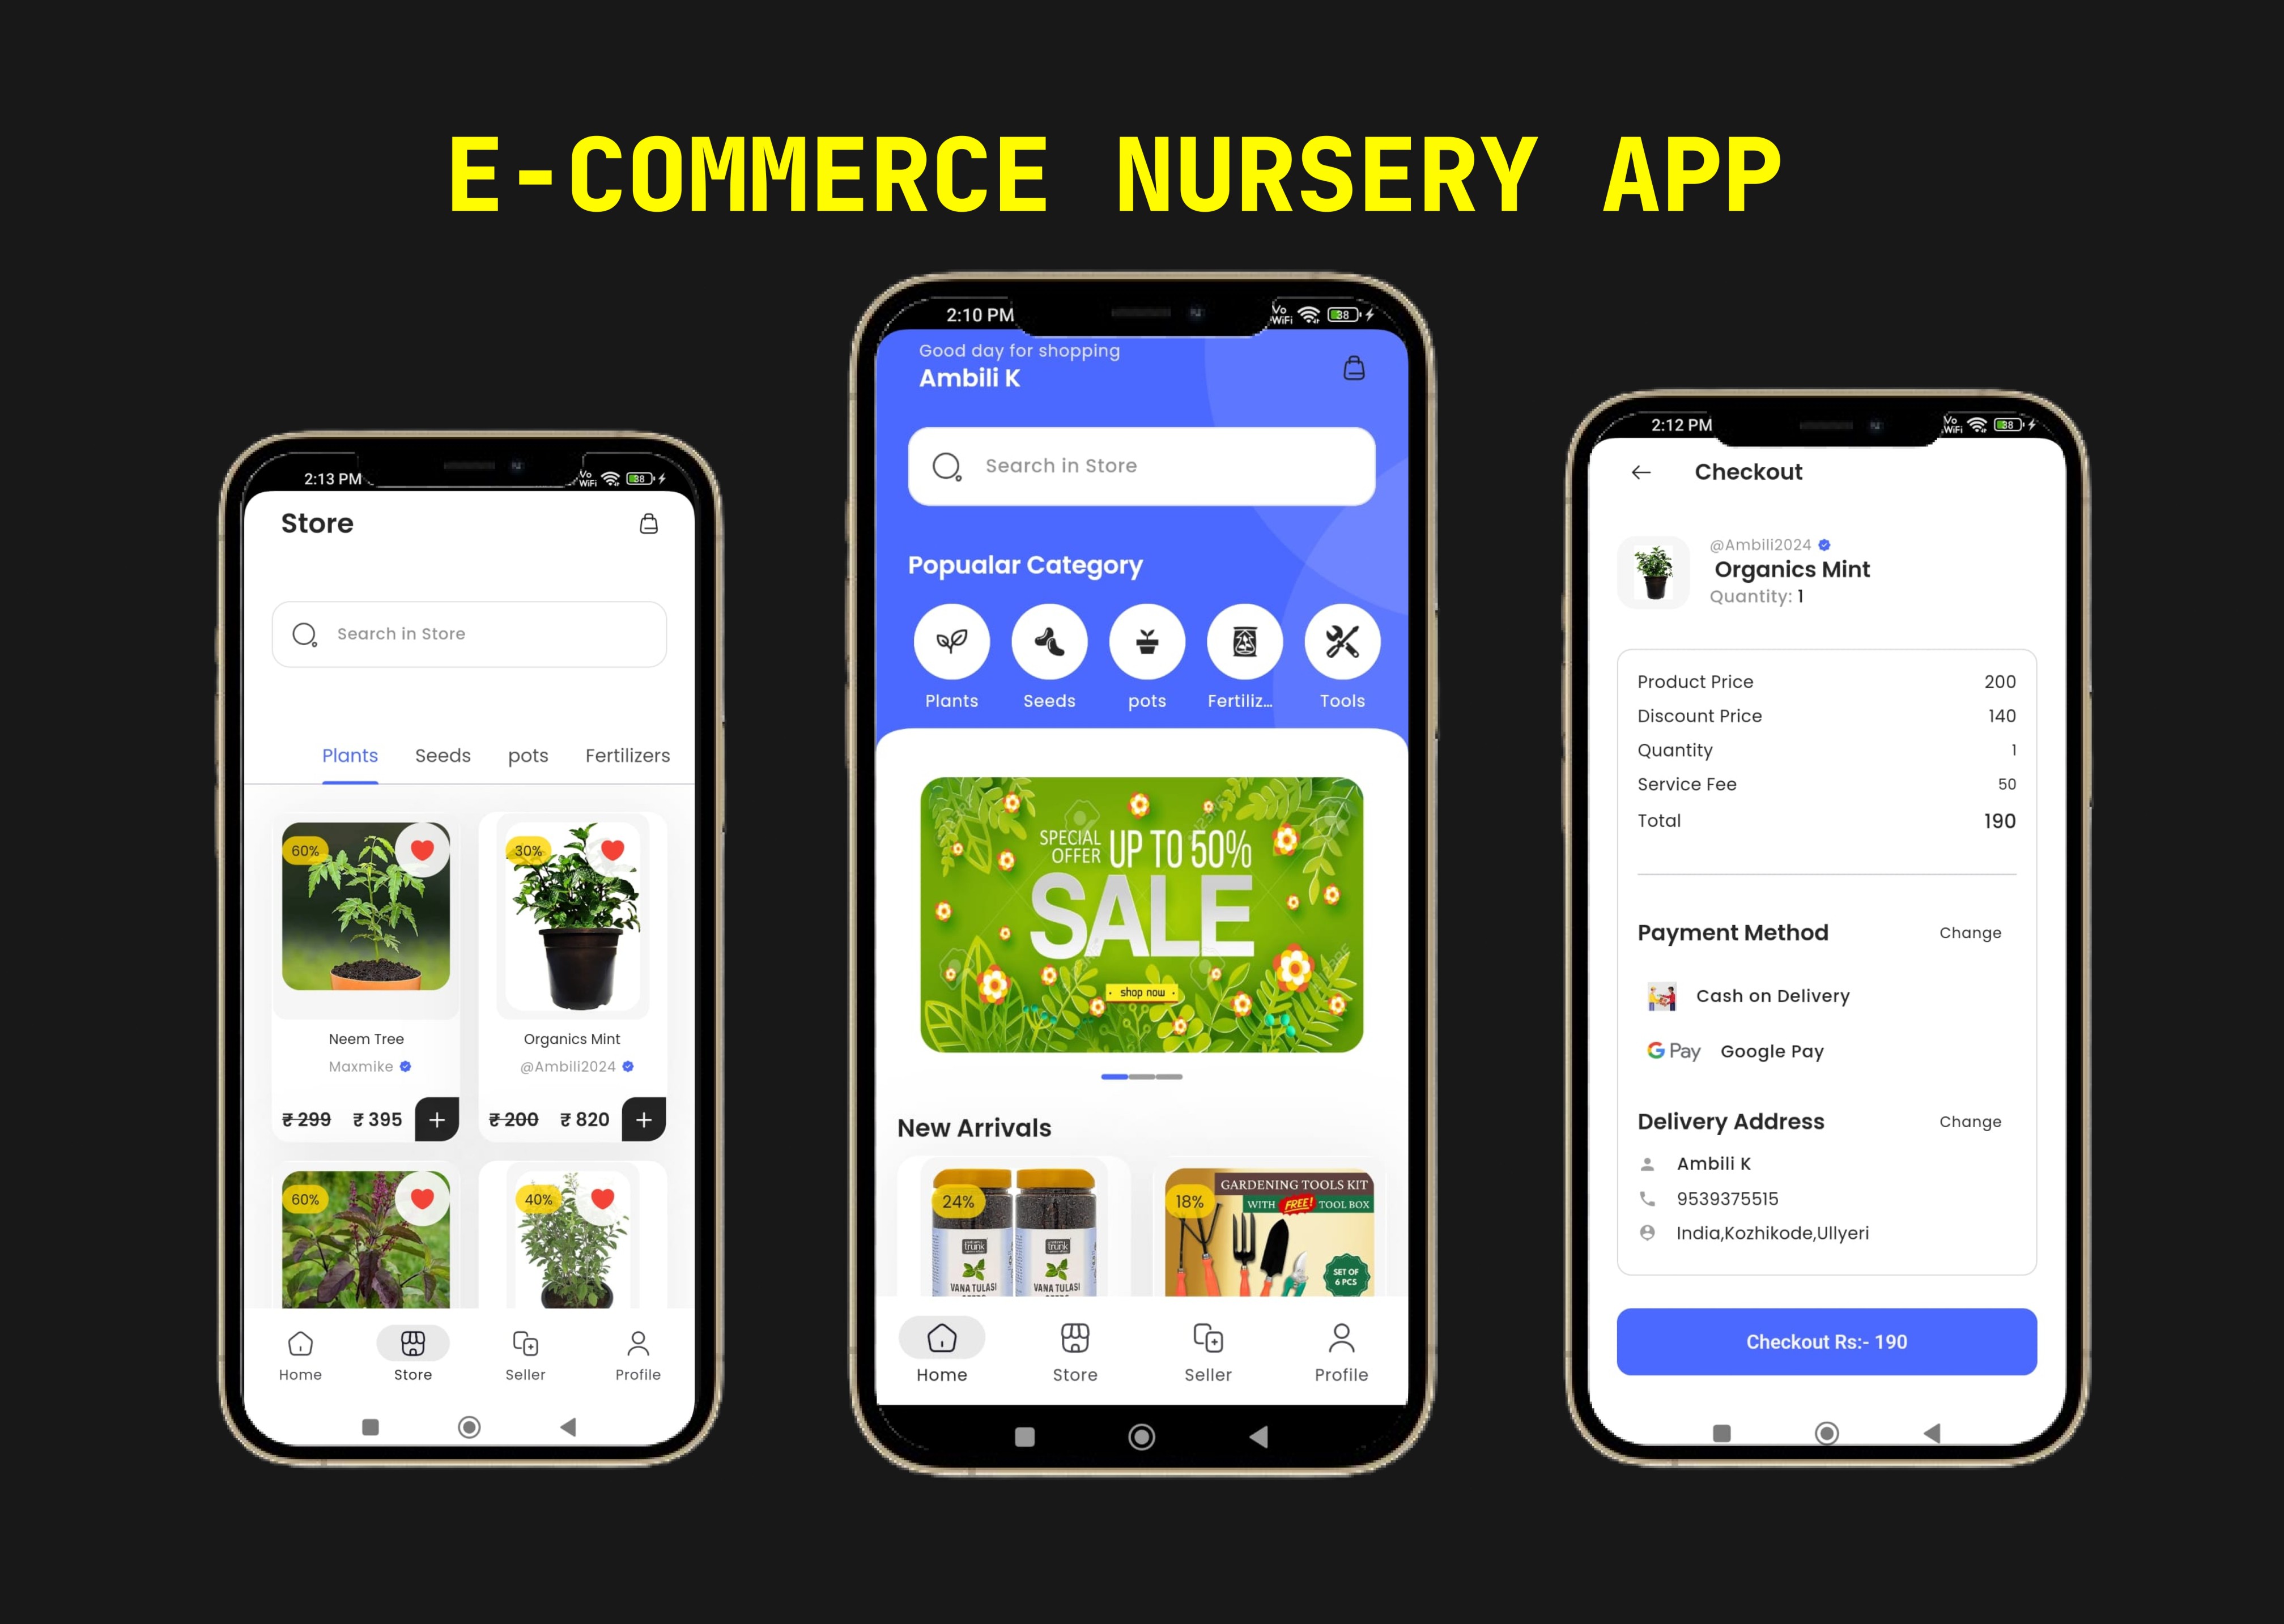 E-COMMERCE NURSERY APP
2:13 PM
Vo WiFi 38
Store
Search in Store
Plants Seeds pots Fertilizers
60%
30%
Neem Tree
Maxmike
₹ 299 ₹ 395 +
Organics Mint
@Ambili2024
₹ 200 ₹ 820 +
60%
40%
Home Store Seller Profile
2:10 PM
Vo WiFi 38
Good day for shopping
Ambili K
Search in Store
Popualar Category
Plants Seeds pots Fertiliz... Tools
SPECIAL OFFER UP TO 50%
SALE
shop now
New Arrivals
24%
trunk trunk
VANA TULASI VANA TULASI
18%
GARDENING TOOLS KIT
WITH FREE! TOOL BOX
SET OF
6 PCS
Home Store Seller Profile
2:12 PM
Vo WiFi 38
Checkout
@Ambili2024
Organics Mint
Quantity: 1
Product Price 200
Discount Price 140
Quantity 1
Service Fee 50
Total 190
Payment Method Change
Cash on Delivery
G Pay Google Pay
Delivery Address Change
Ambili K
9539375515
India,Kozhikode,Ullyeri
Checkout Rs:- 190